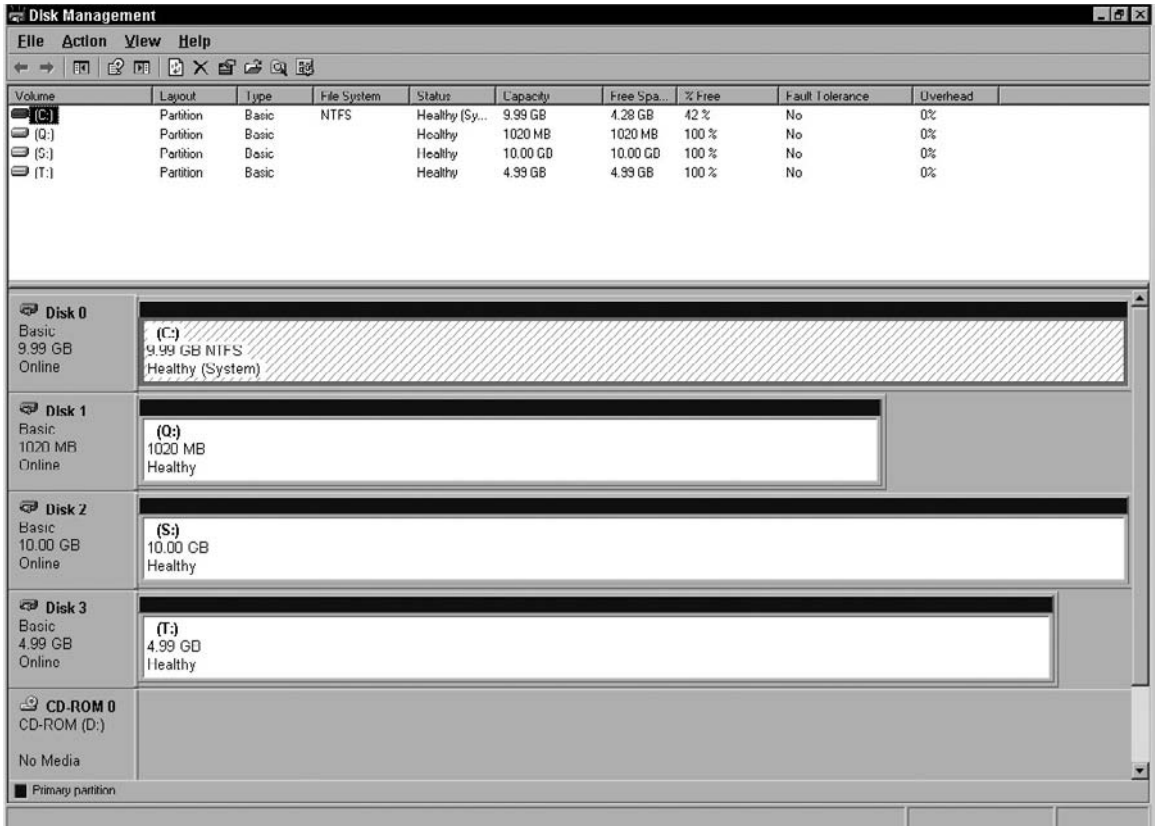 Disk Management
File Action View Help
Volume Layout Type File System Status Capacity Free Spa... % Free Fault Tolerance Overhead
(C:) Partition Basic NTFS Healthy (Sy... 9.99 GB 4.28 GB 42 % No 0%
(Q:) Partition Basic Healthy 1020 MB 1020 MB 100 % No 0%
(S:) Partition Basic Healthy 10.00 GB 10.00 GB 100 % No 0%
(T:) Partition Basic Healthy 4.99 GB 4.99 GB 100 % No 0%
Disk 0
Basic
9.99 GB
Online
(C:)
9.99 GB NTFS
Healthy (System)
Disk 1
Basic
1020 MB
Online
(Q:)
1020 MB
Healthy
Disk 2
Basic
10.00 GB
Online
(S:)
10.00 GB
Healthy
Disk 3
Basic
4.99 GB
Online
(T:)
4.99 GB
Healthy
CD-ROM 0
CD-ROM (D:)
No Media
Primary partition